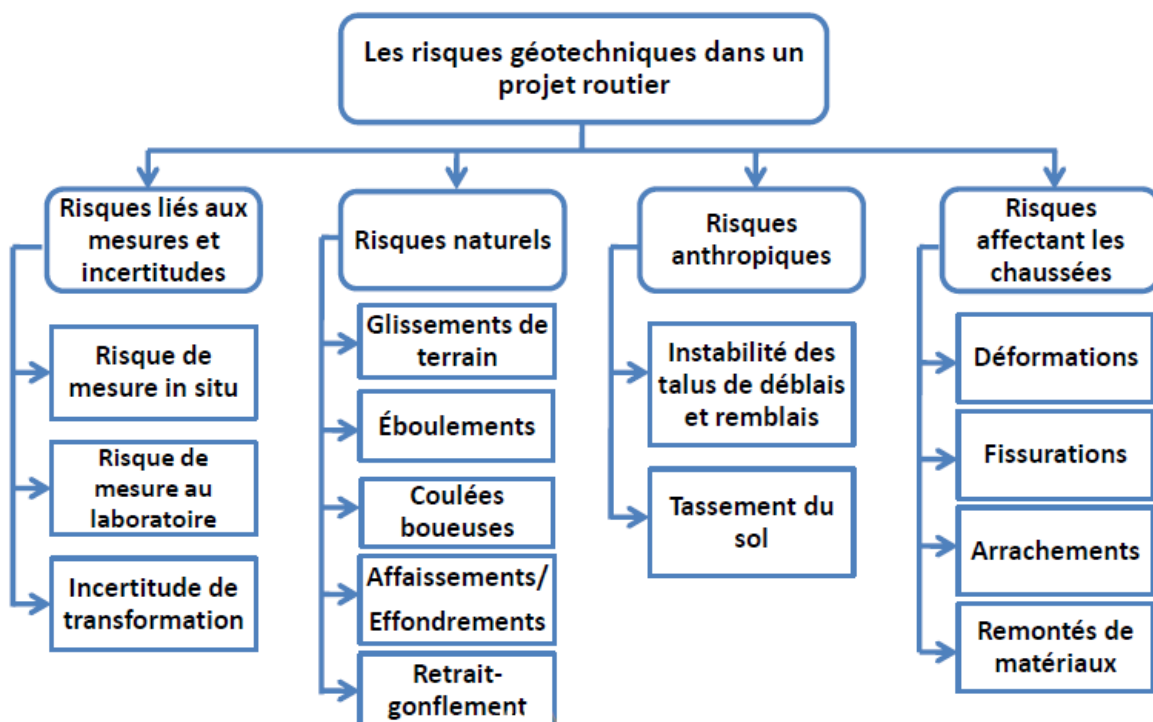 Les risques géotechniques dans un
projet routier
Risques liés aux
mesures et
incertitudes
Risque de
mesure in situ
Risque de
mesure au
laboratoire
Incertitude de
transformation
Risques naturels
Glissements de
terrain
Éboulements
Coulées
boueuses
Affaissements/
Effondrements
Retrait-
gonflement
Risques
anthropiques
Instabilité des
talus de déblais
et remblais
Tassement du
sol
Risques
affectant les
chaussées
Déformations
Fissurations
Arrachements
Remontés de
matériaux